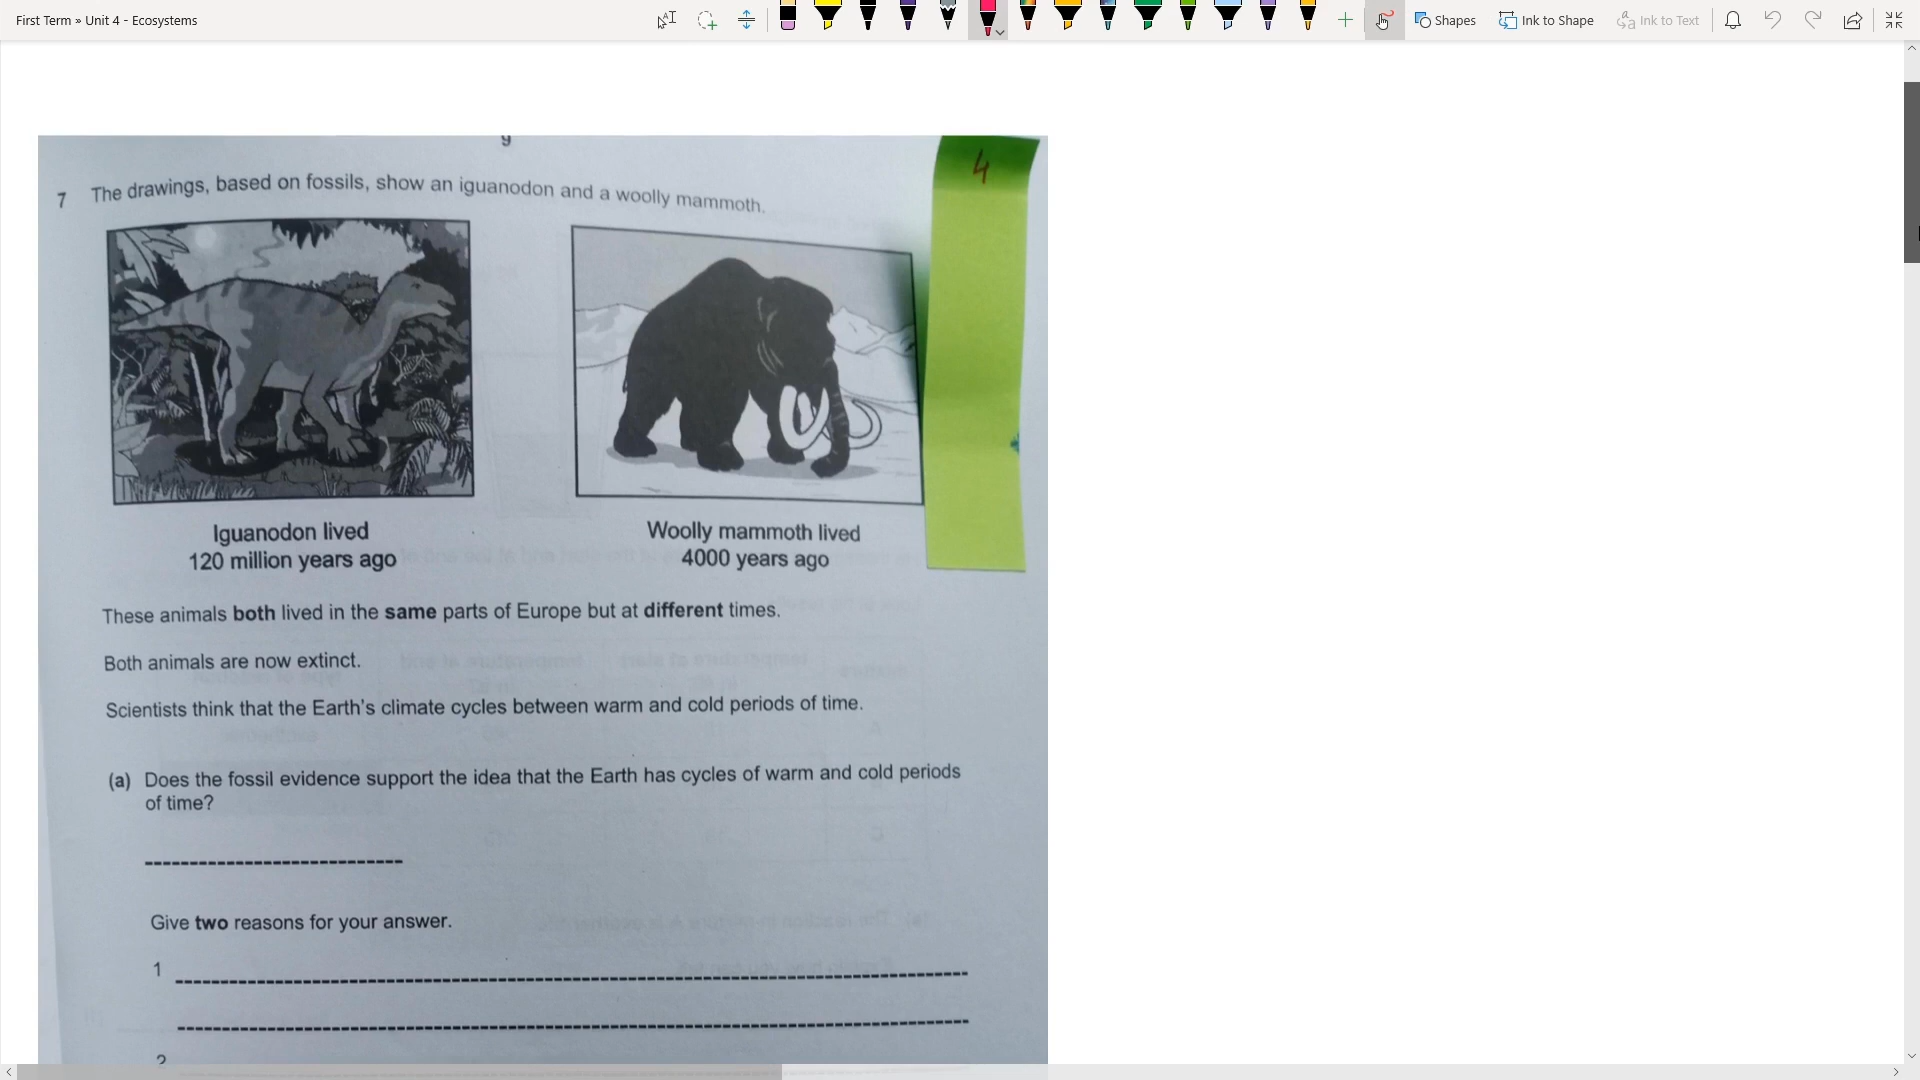 First Term » Unit 4 - Ecosystems
Shapes
Ink to Shape
Ink to Text
9
4
7 The drawings, based on fossils, show an iguanodon and a woolly mammoth.
Iguanodon lived
120 million years ago
Woolly mammoth lived
4000 years ago
These animals both lived in the same parts of Europe but at different times.
Both animals are now extinct.
Scientists think that the Earth's climate cycles between warm and cold periods of time.
(a) Does the fossil evidence support the idea that the Earth has cycles of warm and cold periods
of time?
Give two reasons for your answer.
1
2